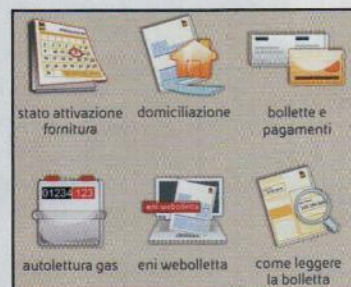 stato attivazione
fornitura
domiciliazione
bollette e
pagamenti
01234 123
autolettura gas
eni webolletta
eni webolletta
come leggere
la bolletta